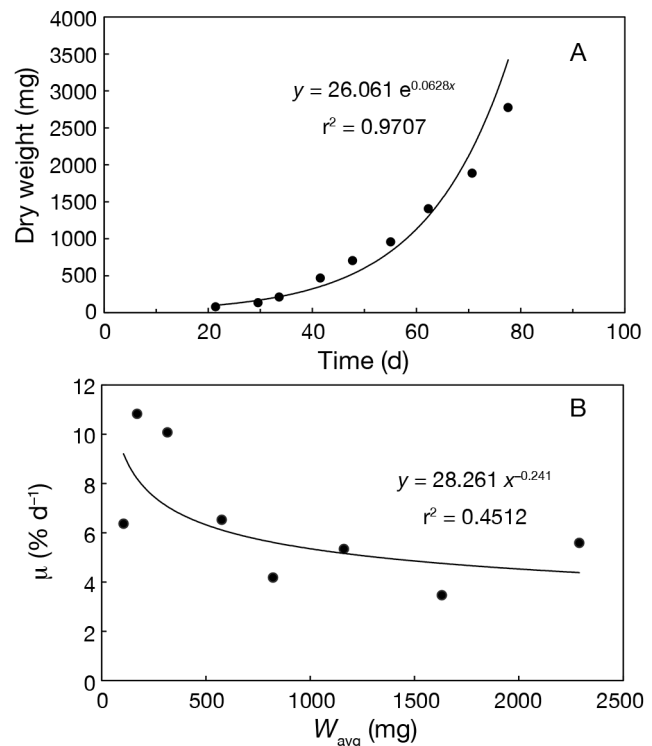 4000
A
3500
3000
y = 26.061 e^0.0628x
2500
r² = 0.9707
2000
1500
1000
500
0
Dry weight (mg)
0 20 40 60 80 100
Time (d)
12
B
10
8
y = 28.261 x^–0.241
r² = 0.4512
6
4
2
0
μ (% d⁻¹)
500 1000 1500 2000 2500
W_avg (mg)